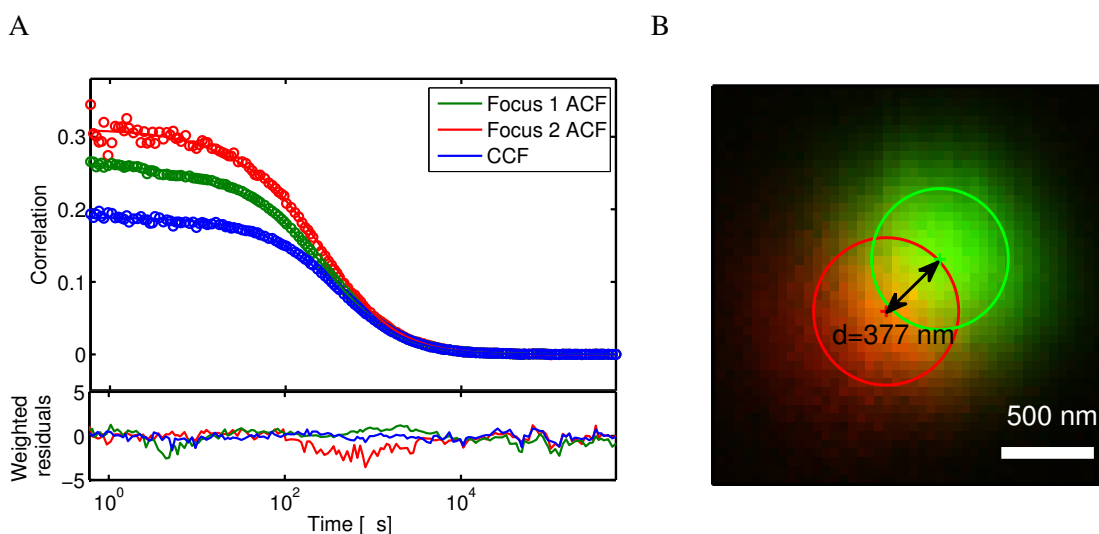 A
B
Focus 1 ACF
Focus 2 ACF
CCF
0.3
0.2
0.1
0
Correlation
5
0
−5
Weighted
residuals
10^0
10^2
10^4
Time [ s]
d=377 nm
500 nm